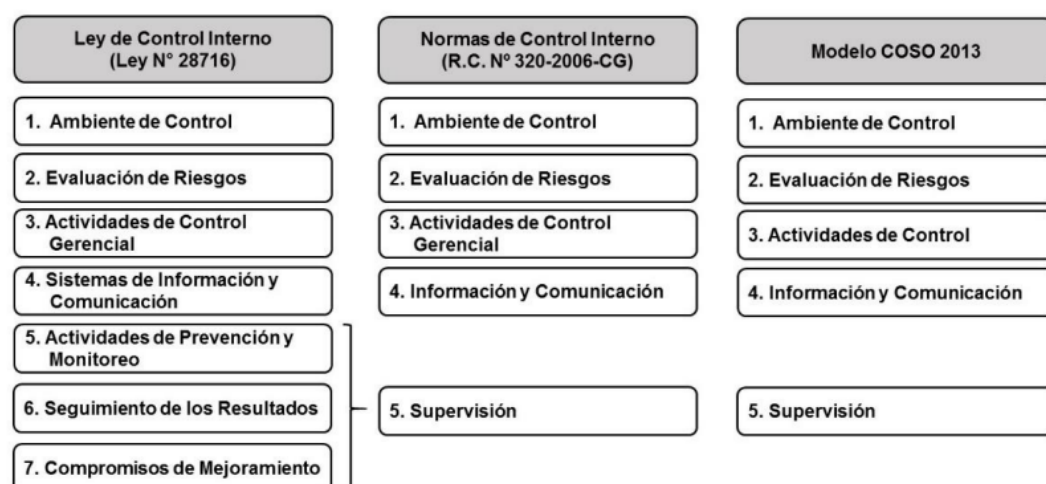 Ley de Control Interno
(Ley N° 28716)
1. Ambiente de Control
2. Evaluación de Riesgos
3. Actividades de Control
Gerencial
4. Sistemas de Información y
Comunicación
5. Actividades de Prevención y
Monitoreo
6. Seguimiento de los Resultados
7. Compromisos de Mejoramiento
Normas de Control Interno
(R.C. Nº 320-2006-CG)
1. Ambiente de Control
2. Evaluación de Riesgos
3. Actividades de Control
Gerencial
4. Información y Comunicación
5. Supervisión
Modelo COSO 2013
1. Ambiente de Control
2. Evaluación de Riesgos
3. Actividades de Control
4. Información y Comunicación
5. Supervisión